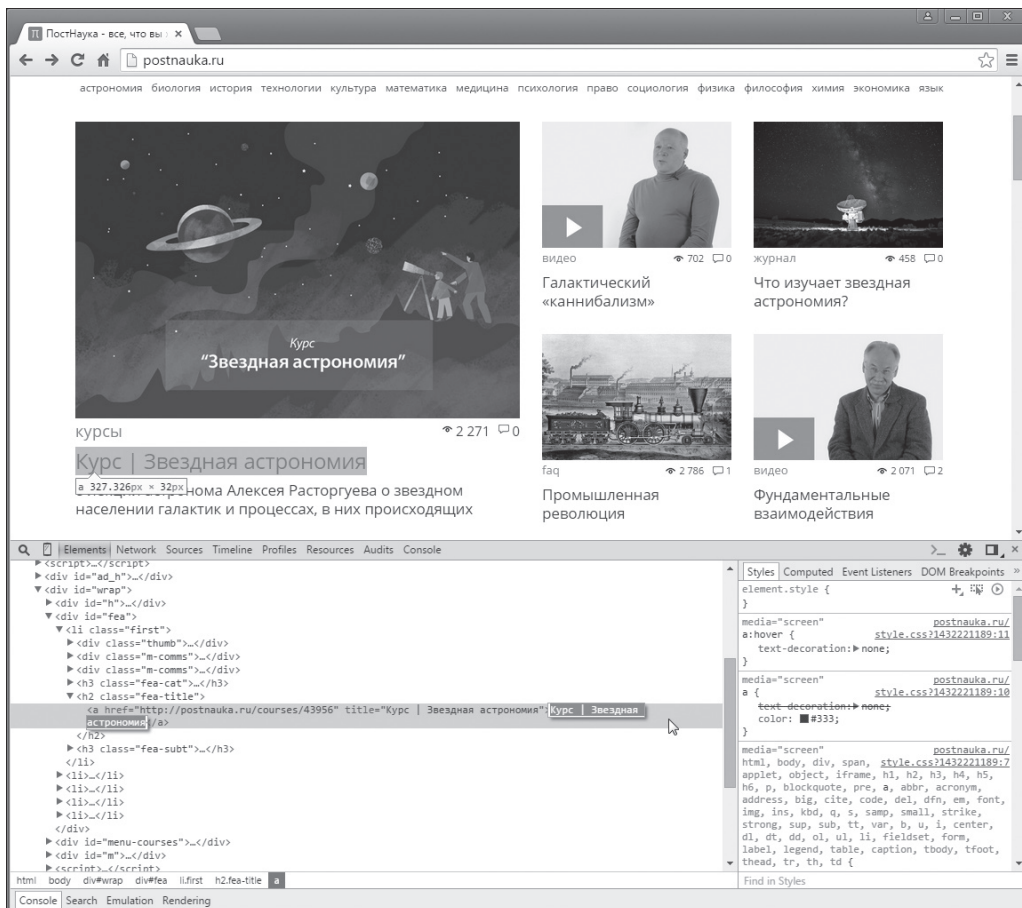 ПостНаука - все, что вы з
postnauka.ru
астрономия биология история технологии культура математика медицина психология право социология физика философия химия экономика язык
Курс
“Звездная астрономия”
курсы 2 271 0
Курс | Звездная астрономия
a 327.326px × 32px
астронома Алексея Расторгуева о звездном
населении галактик и процессах, в них происходящих
видео 702 0
Галактический
«каннибализм»
журнал 458 0
Что изучает звездная
астрономия?
faq 2 786 1
Промышленная
революция
видео 2 071 2
Фундаментальные
взаимодействия
Elements Network Sources Timeline Profiles Resources Audits Console
▶<script>…</script>
▶<div id="ad_h">…</div>
▼<div id="wrap">
▶<div id="h">…</div>
▼<div id="fea">
▼<li class="first">
▶<div class="thumb">…</div>
▶<div class="m-comms">…</div>
▶<div class="m-comms">…</div>
▶<h3 class="fea-cat">…</h3>
▼<h2 class="fea-title">
<a href="http://postnauka.ru/courses/43956" title="Курс | Звездная астрономия" Курс | Звездная
астрономия /a>
</h2>
▶<h3 class="fea-subt">…</h3>
</li>
▶<li>…</li>
▶<li>…</li>
▶<li>…</li>
▶<li>…</li>
</div>
▶<div id="menu-courses">…</div>
▶<div id="m">…</div>
▶<script>…</script>
html body div#wrap div#fea li.first h2.fea-title a
Console Search Emulation Rendering
Styles Computed Event Listeners DOM Breakpoints »
element.style {
}
media="screen" postnauka.ru/
a:hover { style.css?1432221189:11
text-decoration:▶none;
}
media="screen" postnauka.ru/
a { style.css?1432221189:10
text-decoration:▶none;
color: #333;
}
media="screen" postnauka.ru/
html, body, div, span, style.css?1432221189:7
applet, object, iframe, h1, h2, h3, h4, h5,
h6, p, blockquote, pre, a, abbr, acronym,
address, big, cite, code, del, dfn, em, font,
img, ins, kbd, q, s, samp, small, strike,
strong, sup, sub, tt, var, b, u, i, center,
dl, dt, dd, ol, ul, li, fieldset, form,
label, legend, table, caption, tbody, tfoot,
thead, tr, th, td {
Find in Styles